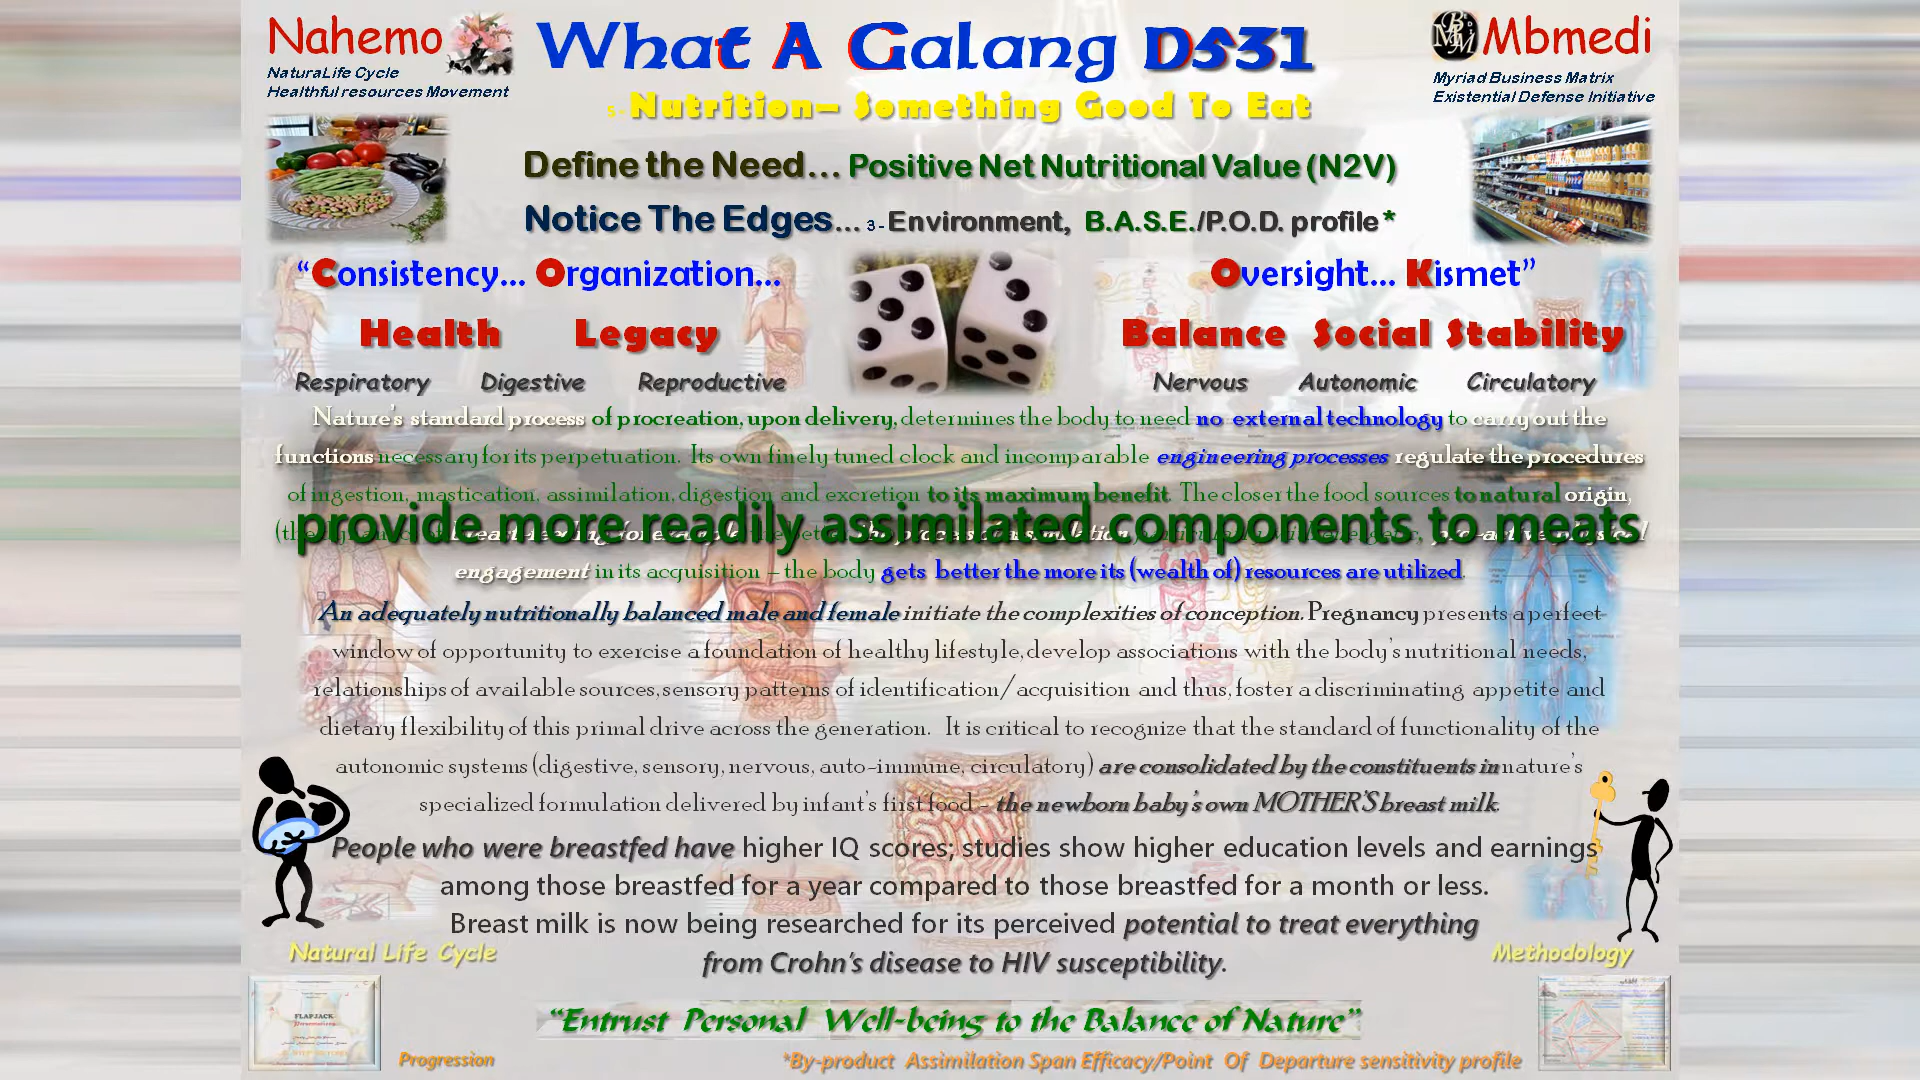 Nahemo
NaturaLife Cycle
Healthful resources Movement
What A Galang DS31
5 - Nutrition– Something Good To Eat
Mbmedi
Myriad Business Matrix
Existential Defense Initiative
Define the Need… Positive Net Nutritional Value (N2V)
Notice The Edges… 3 - Environment, B.A.S.E./P.O.D. profile*
“Consistency… Organization… Oversight… Kismet”
Health Legacy Balance Social Stability
Respiratory Digestive Reproductive Nervous Autonomic Circulatory
Nature’s standard process of procreation, upon delivery, determines the body to need no external technology to carry out the
functions necessary for its perpetuation. Its own finely tuned clock and incomparable engineering processes regulate the procedures
of ingestion, mastication, assimilation, digestion and excretion to its maximum benefit. The closer the food sources to natural origin,
provide more readily assimilated components to meats
engagement in its acquisition – the body gets better the more its (wealth of) resources are utilized.
An adequately nutritionally balanced male and female initiate the complexities of conception. Pregnancy presents a perfect
window of opportunity to exercise a foundation of healthy lifestyle, develop associations with the body’s nutritional needs,
relationships of available sources, sensory patterns of identification/acquisition and thus, foster a discriminating appetite and
dietary flexibility of this primal drive across the generation. It is critical to recognize that the standard of functionality of the
autonomic systems (digestive, sensory, nervous, auto-immune, circulatory) are consolidated by the constituents in nature’s
specialized formulation delivered by infant’s first food – the newborn baby’s own MOTHER’S breast milk.
People who were breastfed have higher IQ scores; studies show higher education levels and earnings
among those breastfed for a year compared to those breastfed for a month or less.
Breast milk is now being researched for its perceived potential to treat everything
from Crohn’s disease to HIV susceptibility.
Natural Life Cycle
Methodology
FLAPJACK
“Entrust Personal Well-being to the Balance of Nature”
Progression
*By-product Assimilation Span Efficacy/Point Of Departure sensitivity profile